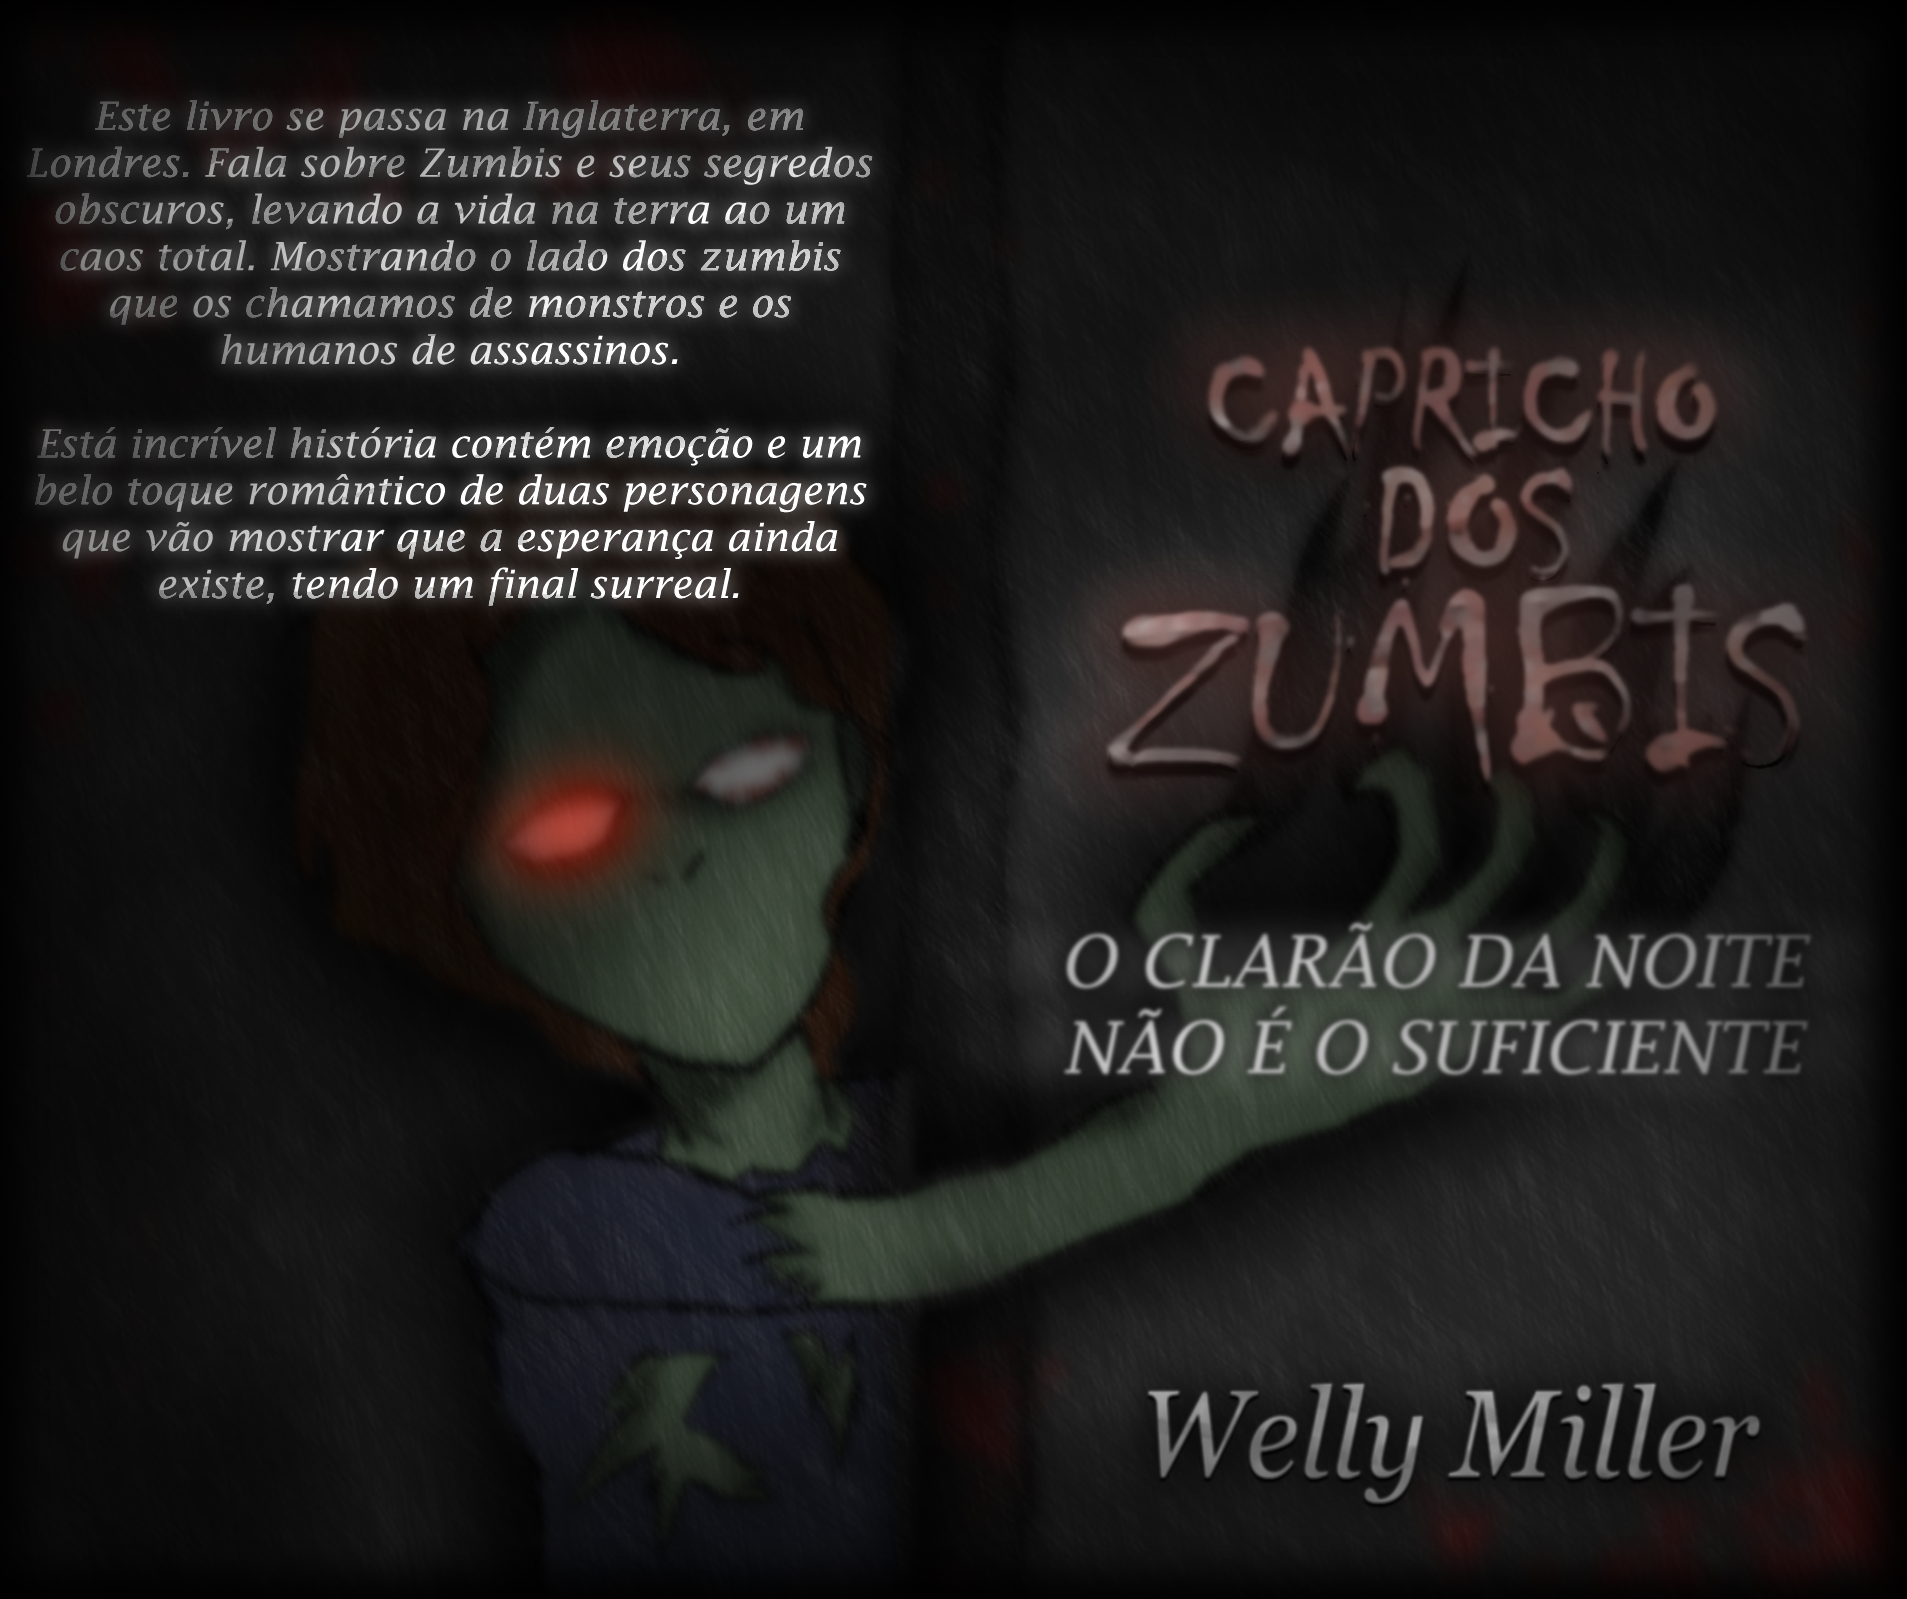 Este livro se passa na Inglaterra, em
Londres. Fala sobre Zumbis e seus segredos
obscuros, levando a vida na terra ao um
caos total. Mostrando o lado dos zumbis
que os chamamos de monstros e os
humanos de assassinos.
Está incrível história contém emoção e um
belo toque romântico de duas personagens
que vão mostrar que a esperança ainda
existe, tendo um final surreal.
CAPRICHO
DOS
ZUMBIS
O CLARÃO DA NOITE
NÃO É O SUFICIENTE
Welly Miller